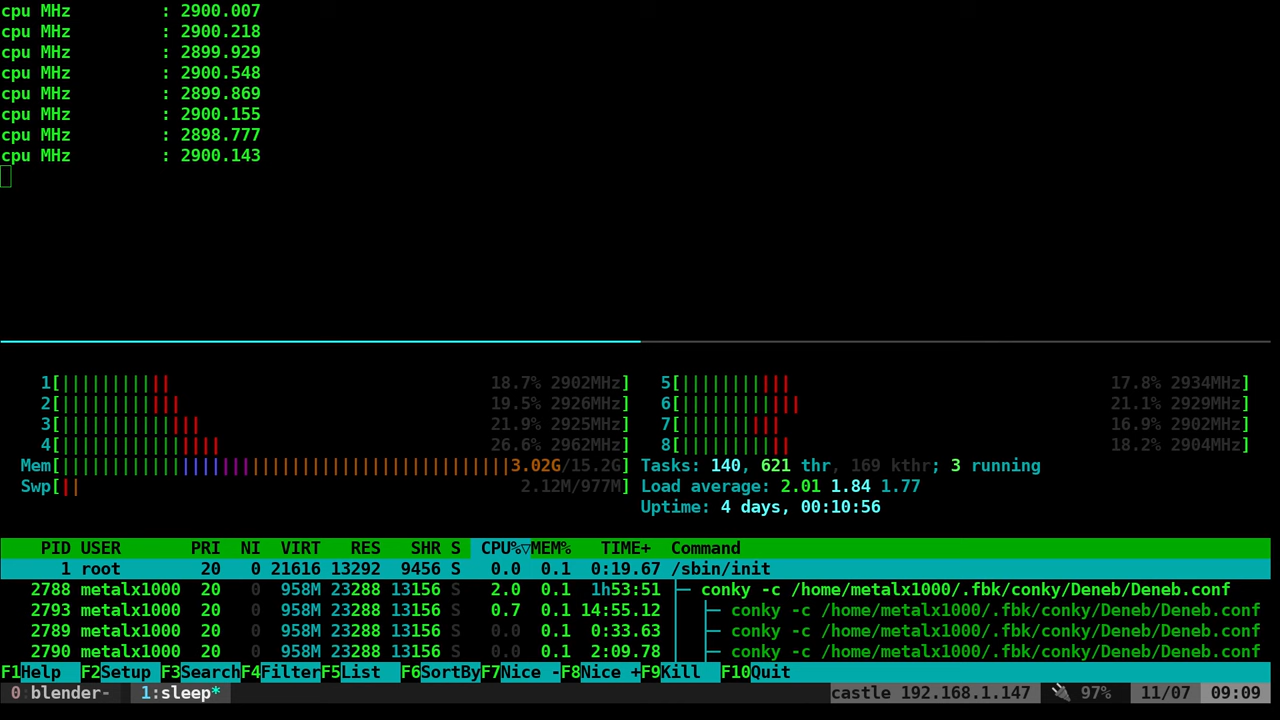 cpu MHz : 2900.007
cpu MHz : 2900.218
cpu MHz : 2899.929
cpu MHz : 2900.548
cpu MHz : 2899.869
cpu MHz : 2900.155
cpu MHz : 2898.777
cpu MHz : 2900.143
1[||||||||||| 18.7% 2902MHz] 5[||||||||||| 17.8% 2934MHz]
2[|||||||||||| 19.5% 2926MHz] 6[|||||||||||| 21.1% 2929MHz]
3[|||||||||||||| 21.9% 2925MHz] 7[|||||||||| 16.9% 2902MHz]
4[|||||||||||||||| 26.6% 2962MHz] 8[||||||||||| 18.2% 2904MHz]
Mem[|||||||||||||||||||||||||||||||||||||||||||||3.02G/15.2G] Tasks: 140, 621 thr, 169 kthr; 3 running
Swp[|| 2.12M/977M] Load average: 2.01 1.84 1.77
Uptime: 4 days, 00:10:56
PID USER PRI NI VIRT RES SHR S CPU%▽MEM% TIME+ Command
1 root 20 0 21616 13292 9456 S 0.0 0.1 0:19.67 /sbin/init
2788 metalx1000 20 0 958M 23288 13156 S 2.0 0.1 1h53:51 ├─ conky -c /home/metalx1000/.fbk/conky/Deneb/Deneb.conf
2793 metalx1000 20 0 958M 23288 13156 S 0.7 0.1 14:55.12 │ ├─ conky -c /home/metalx1000/.fbk/conky/Deneb/Deneb.conf
2789 metalx1000 20 0 958M 23288 13156 S 0.0 0.1 0:33.63 │ ├─ conky -c /home/metalx1000/.fbk/conky/Deneb/Deneb.conf
2790 metalx1000 20 0 958M 23288 13156 S 0.0 0.1 2:09.78 │ ├─ conky -c /home/metalx1000/.fbk/conky/Deneb/Deneb.conf
F1Help F2Setup F3SearchF4FilterF5List F6SortByF7Nice -F8Nice +F9Kill F10Quit
0 blender- 1:sleep* castle 192.168.1.147 🔌 97% 11/07 09:09